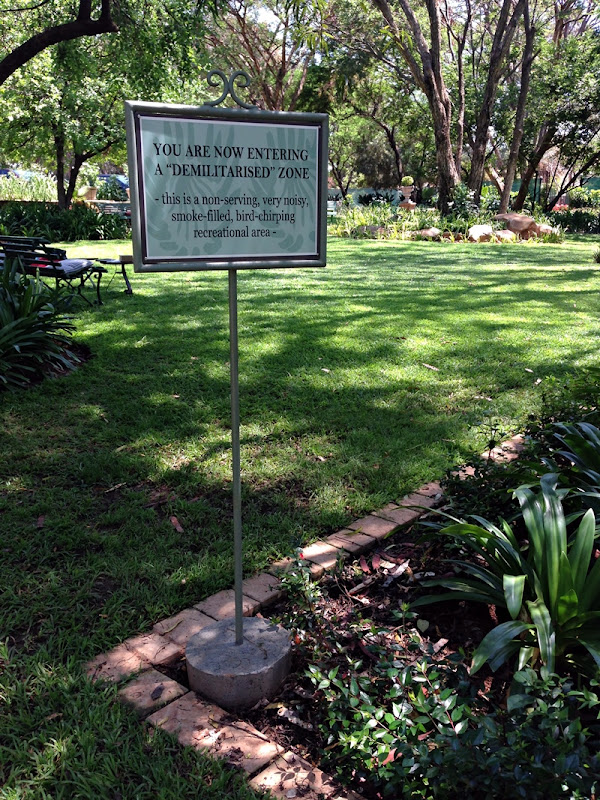 YOU ARE NOW ENTERING
A "DEMILITARISED" ZONE
- this is a non-serving, very noisy,
smoke-filled, bird-chirping
recreational area -